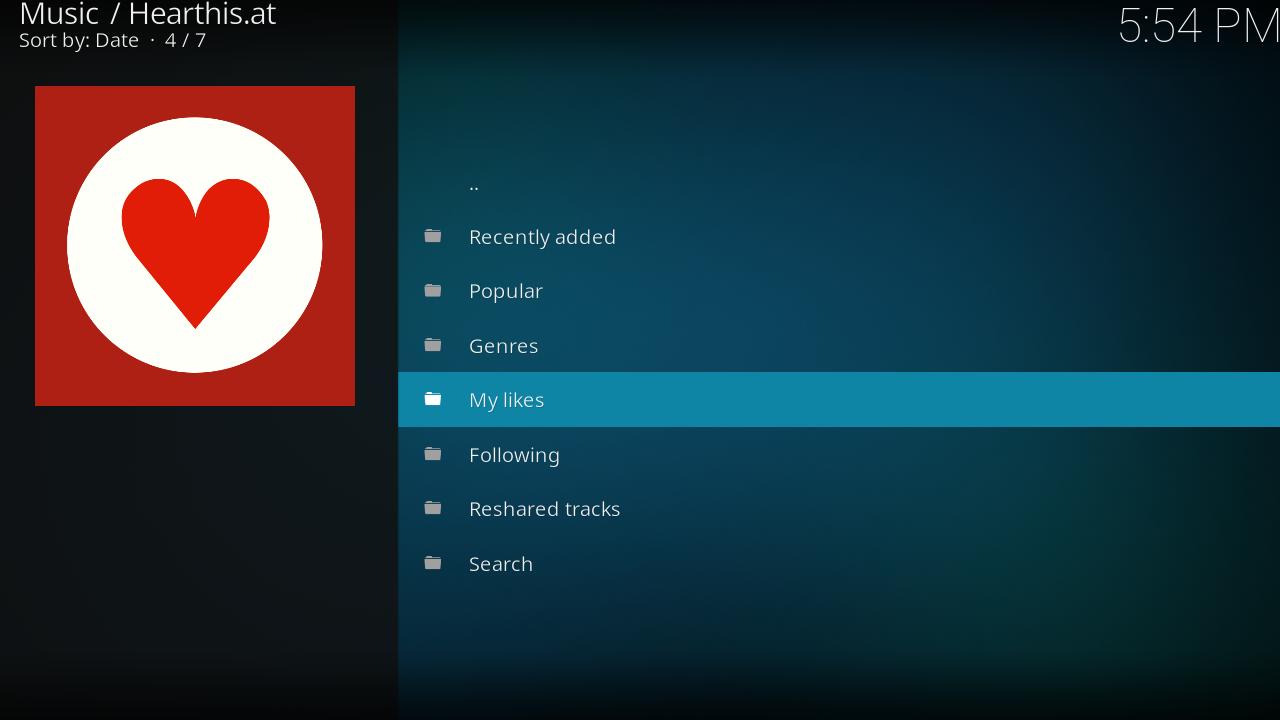 Music / Hearthis.at
Sort by: Date · 4 / 7
5:54 PM
..
Recently added
Popular
Genres
My likes
Following
Reshared tracks
Search